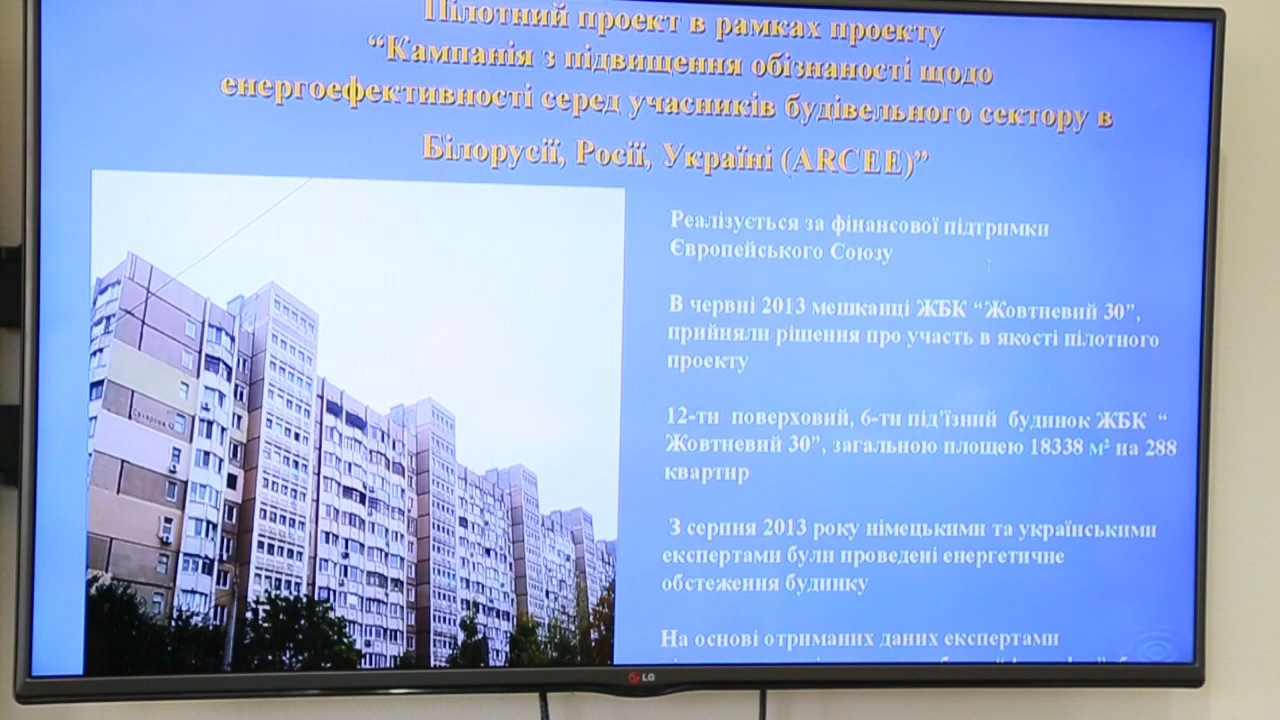 Пілотний проект в рамках проекту
“Кампанія з підвищення обізнаності щодо
енергоефективності серед учасників будівельного сектору в
Білорусії, Росії, Україні (ARCEE)”
Реалізується за фінансової підтримки
Європейського Союзу
В червні 2013 мешканці ЖБК “Жовтневий 30”,
прийняли рішення про участь в якості пілотного
проекту
12-ти поверховий, 6-ти під’їзний будинок ЖБК “
Жовтневий 30”, загальною площею 18338 м² на 288
квартир
З серпня 2013 року німецькими та українськими
експертами були проведені енергетичне
обстеження будинку
На основі отриманих даних експертами
LG